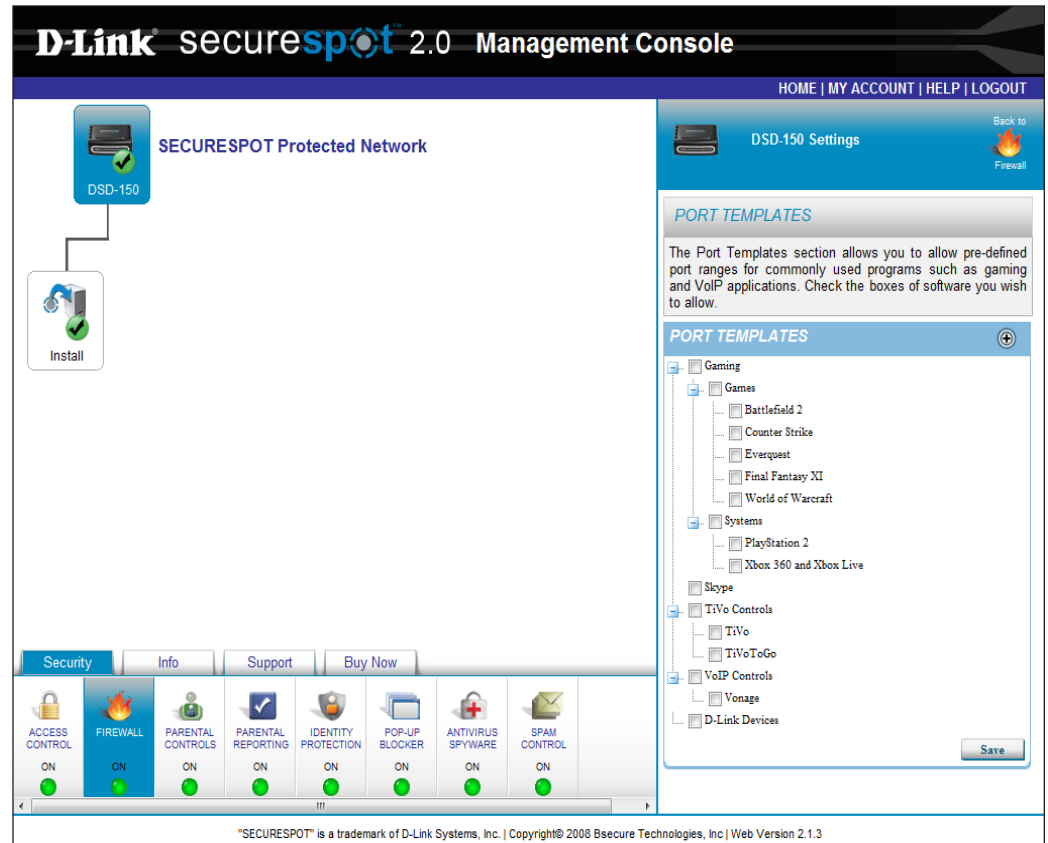 D-Link® securespot™ 2.0 Management Console
HOME | MY ACCOUNT | HELP | LOGOUT
DSD-150
SECURESPOT Protected Network
Install
DSD-150 Settings
Back to
Firewall
PORT TEMPLATES
The Port Templates section allows you to allow pre-defined
port ranges for commonly used programs such as gaming
and VoIP applications. Check the boxes of software you wish
to allow.
PORT TEMPLATES
Gaming
Games
Battlefield 2
Counter Strike
Everquest
Final Fantasy XI
World of Warcraft
Systems
PlayStation 2
Xbox 360 and Xbox Live
Skype
TiVo Controls
TiVo
TiVoToGo
VoIP Controls
Vonage
D-Link Devices
Save
Security Info Support Buy Now
ACCESS CONTROL
ON
FIREWALL
ON
PARENTAL CONTROLS
ON
PARENTAL REPORTING
ON
IDENTITY PROTECTION
ON
POP-UP BLOCKER
ON
ANTIVIRUS SPYWARE
ON
SPAM CONTROL
ON
"SECURESPOT" is a trademark of D-Link Systems, Inc. | Copyright© 2008 Bsecure Technologies, Inc | Web Version 2.1.3